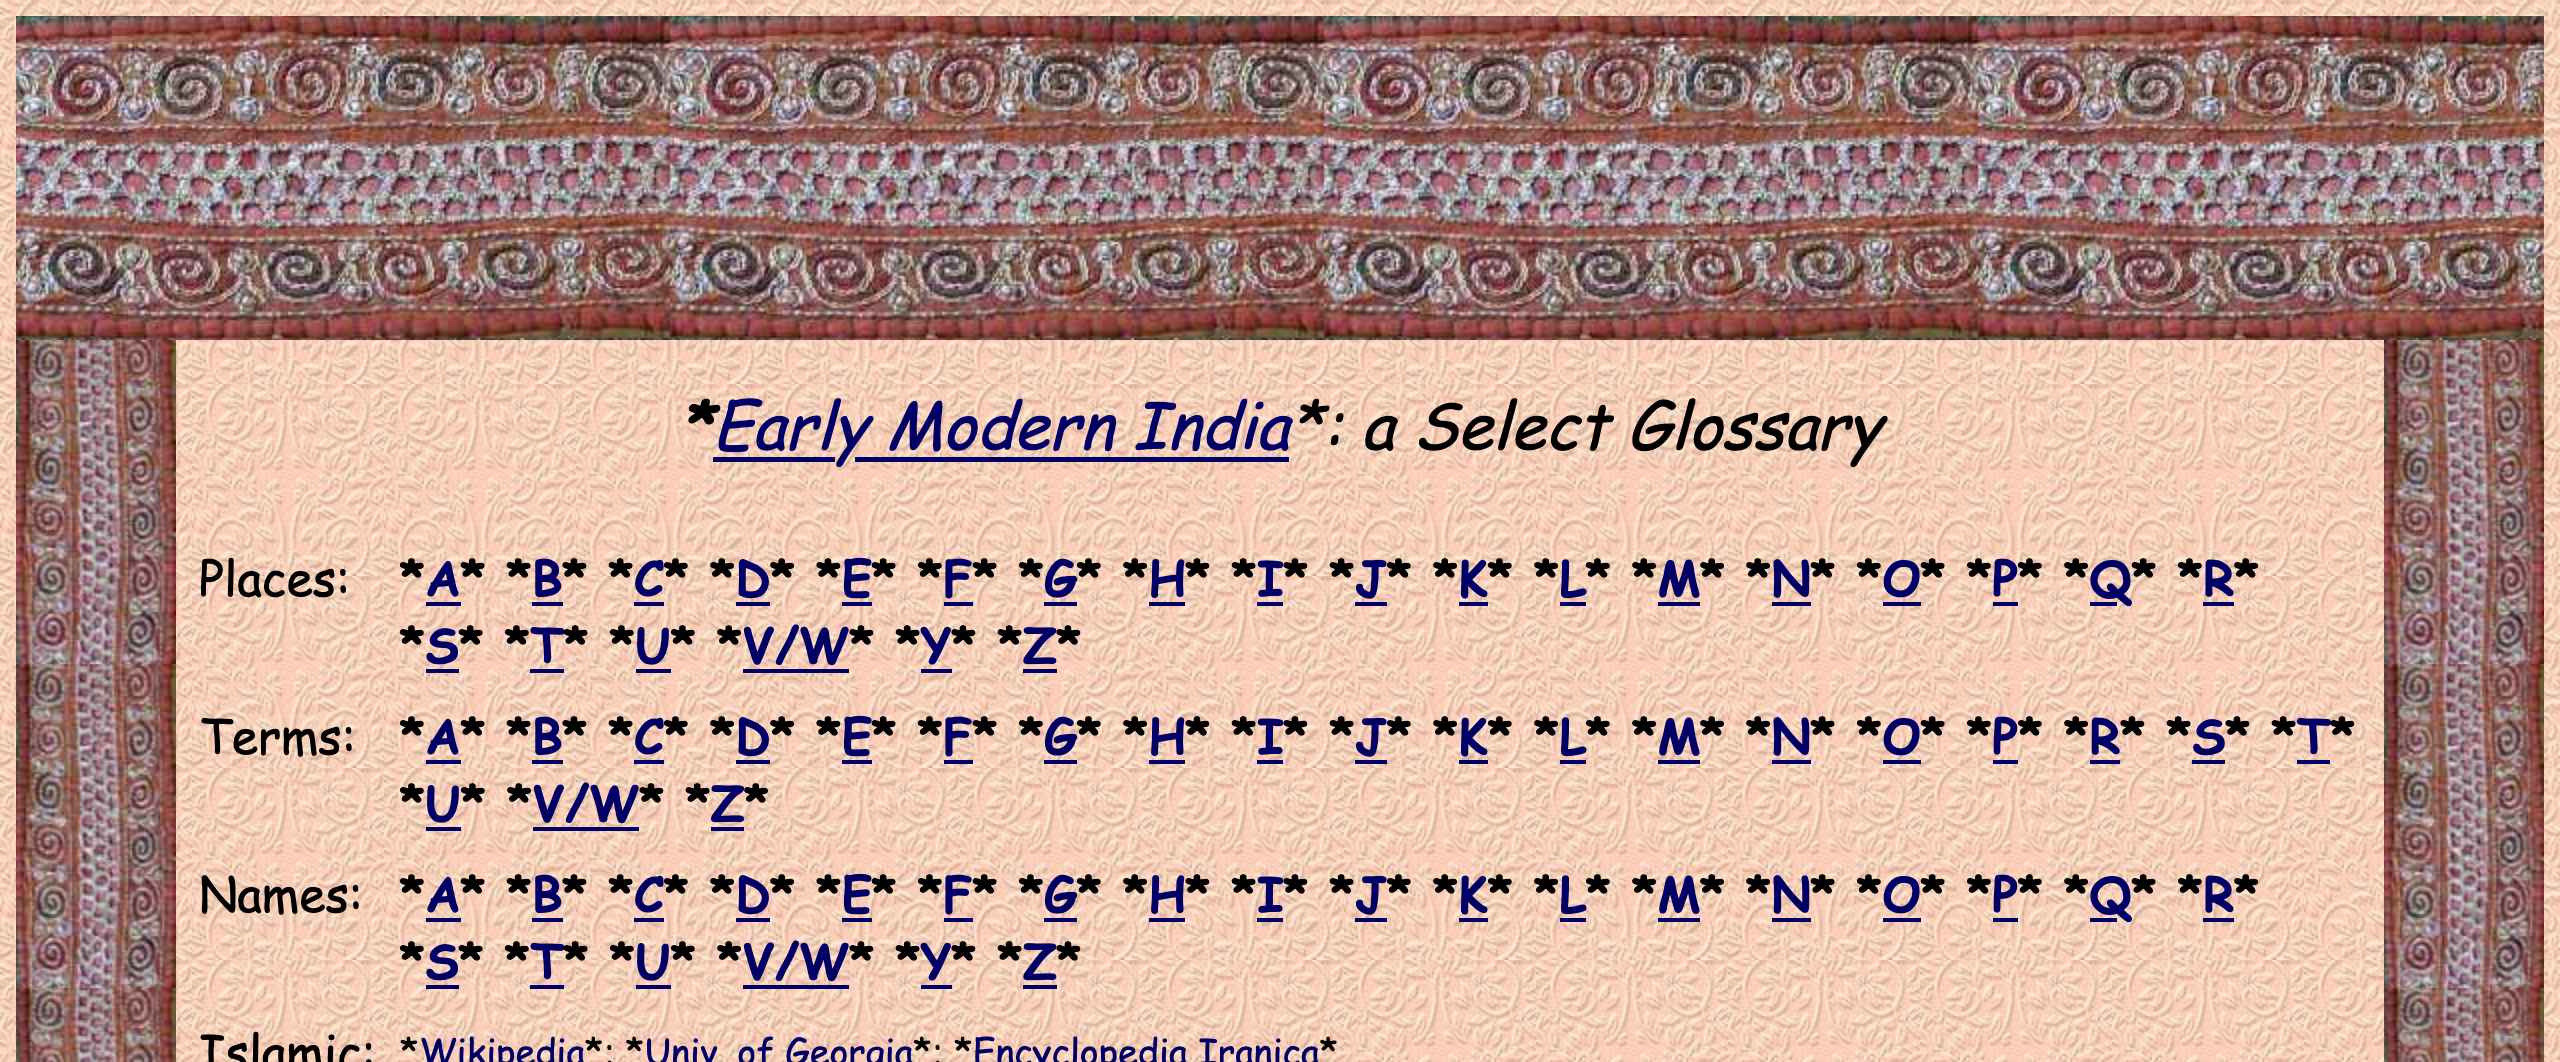 *Early Modern India*: a Select Glossary
Places: *A* *B* *C* *D* *E* *F* *G* *H* *I* *J* *K* *L* *M* *N* *O* *P* *Q* *R*
*S* *T* *U* *V/W* *Y* *Z*
Terms: *A* *B* *C* *D* *E* *F* *G* *H* *I* *J* *K* *L* *M* *N* *O* *P* *R* *S* *T*
*U* *V/W* *Z*
Names: *A* *B* *C* *D* *E* *F* *G* *H* *I* *J* *K* *L* *M* *N* *O* *P* *Q* *R*
*S* *T* *U* *V/W* *Y* *Z*
Islamic: *Wikipedia*; *Univ. of Georgia*; *Encyclopedia Iranica*